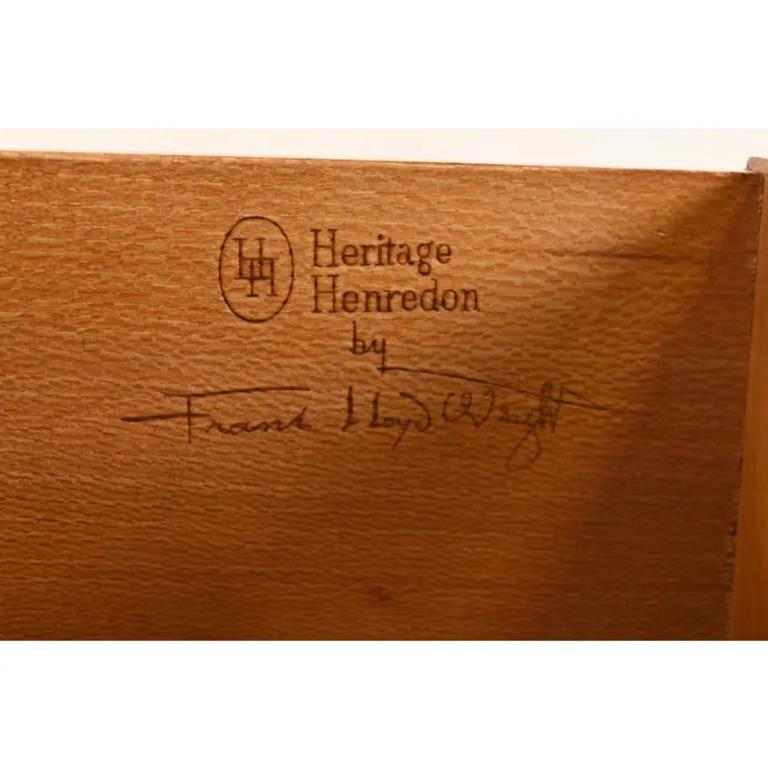 HH Heritage
Henredon
by
Frank Lloyd Wright